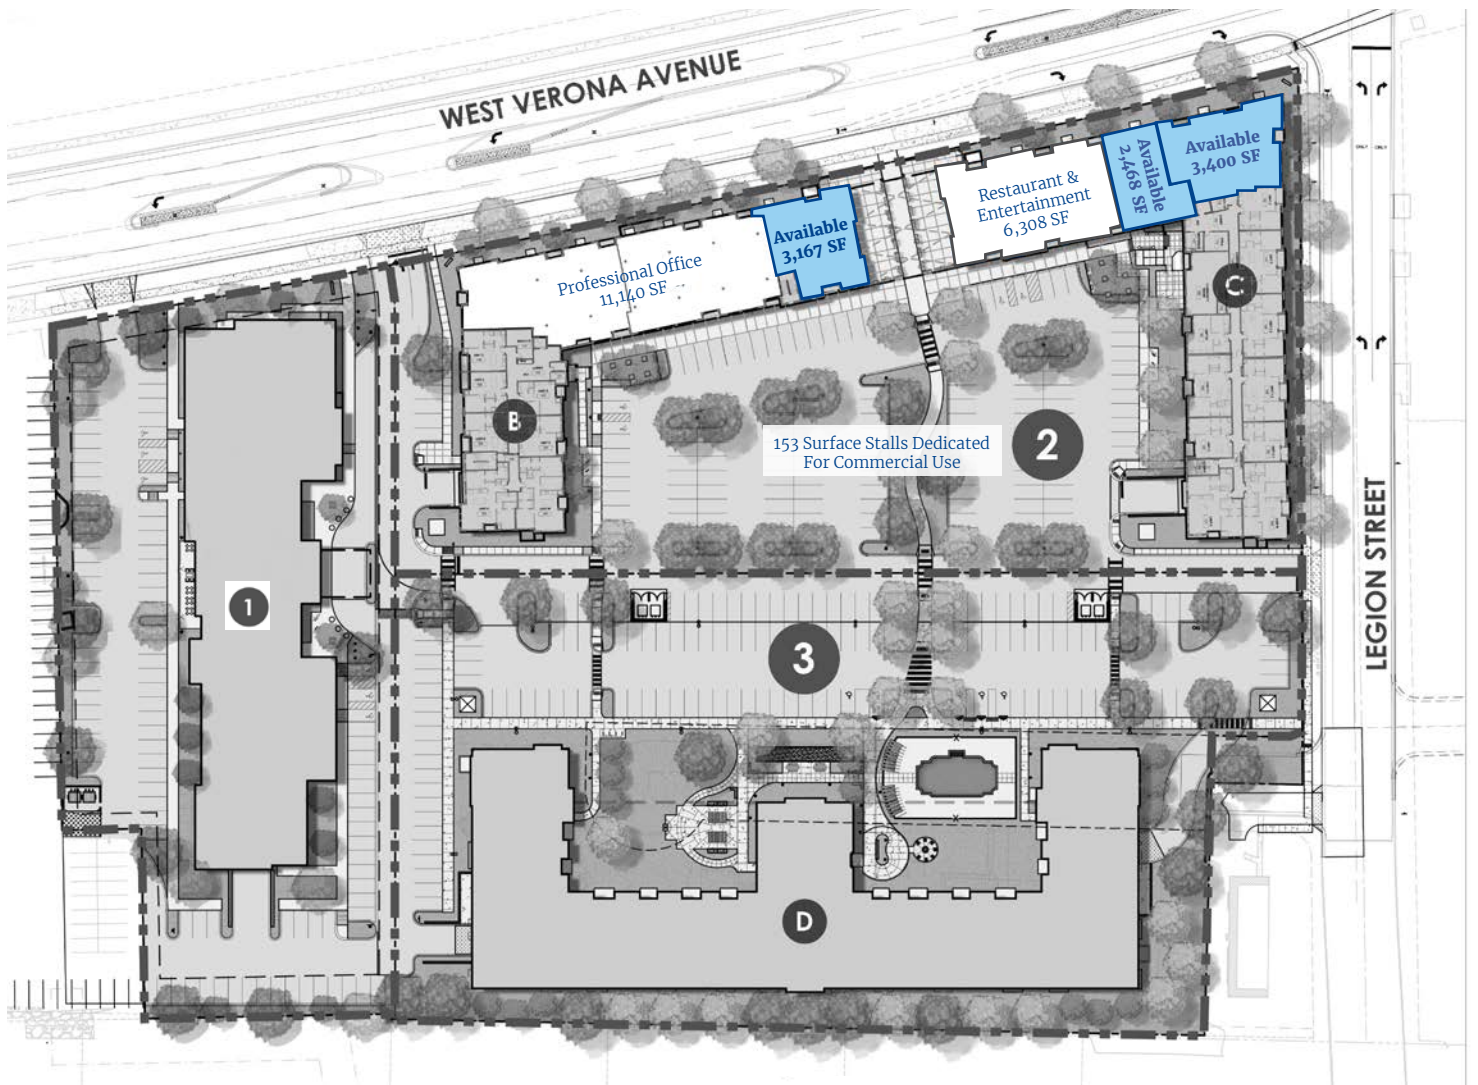 WEST VERONA AVENUE
Available
3,400 SF
Available
2,468 SF
Restaurant &
Entertainment
6,308 SF
Available
3,167 SF
Professional Office
11,140 SF
C
B
153 Surface Stalls Dedicated
For Commercial Use
2
LEGION STREET
1
3
D